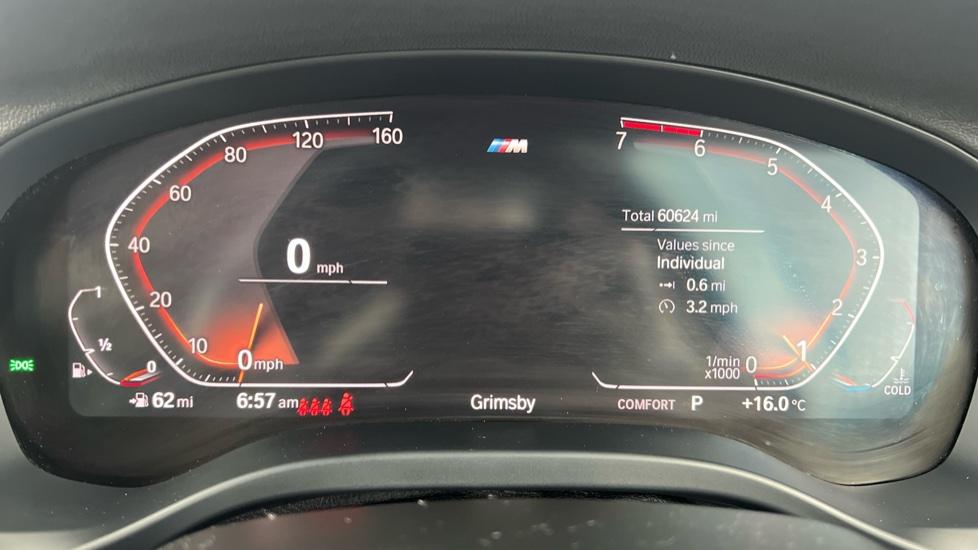 160
120
80
60
40
20
10
0 mph
0 mph
1
½
0
M
7
6
5
4
3
2
1
0
1/min
x1000
Total 60624 mi
Values since
Individual
0.6 mi
3.2 mph
COLD
62 mi
6:57 am
Grimsby
COMFORT P
+16.0 °C